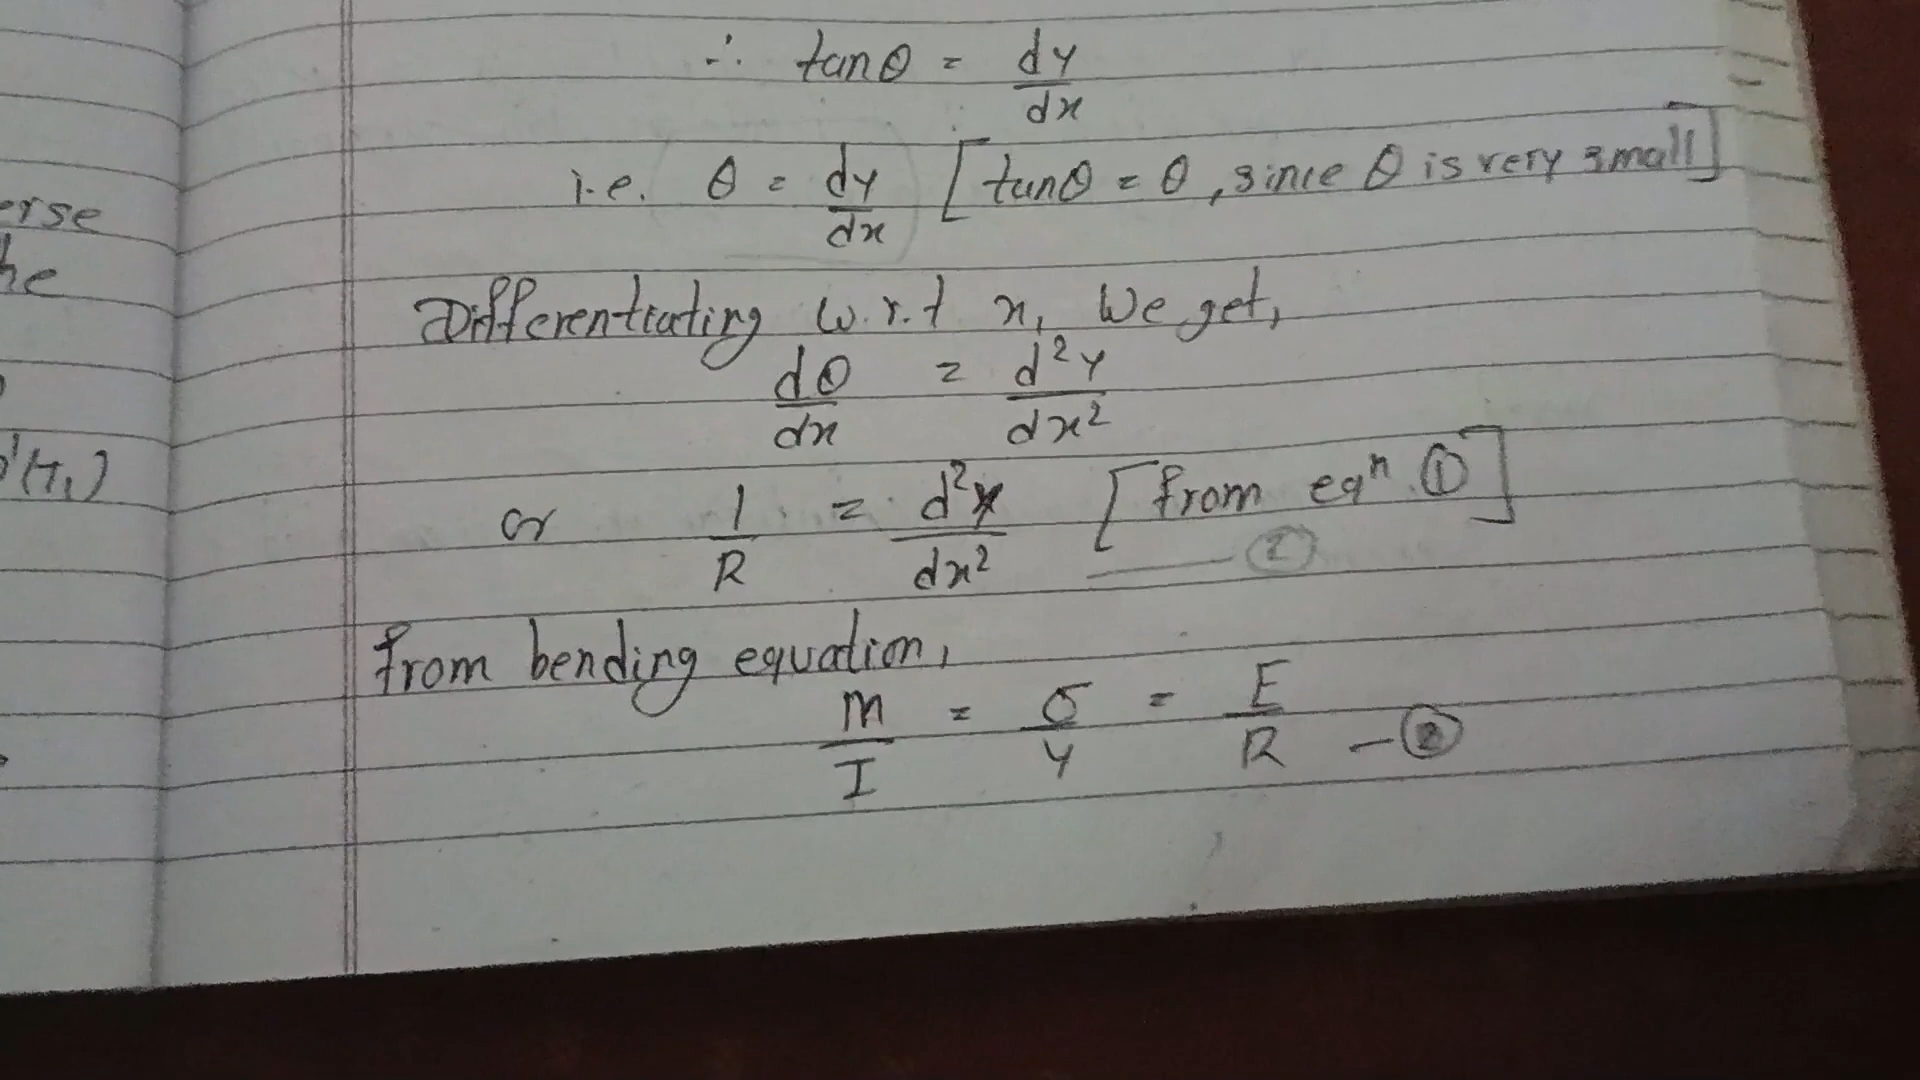 erse
he
'(T₁)
∴ tanθ = dy/dx
i.e. θ = dy/dx [tanθ = θ, since θ is very small]
Differentiating w.r.t x, We get,
dθ/dx = d²y/dx²
or 1/R = d²y/dx² [from eqⁿ. ①]
— ②
from bending equation,
M/I = σ/y = E/R —